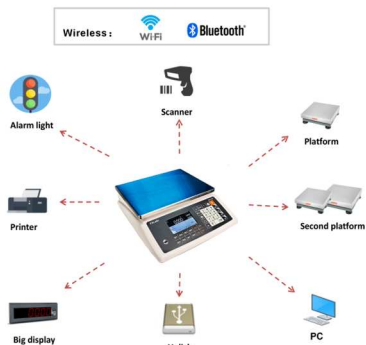 Wireless :
WiFi
Bluetooth
Scanner
Alarm light
Platform
Printer
Second platform
Big display
PC